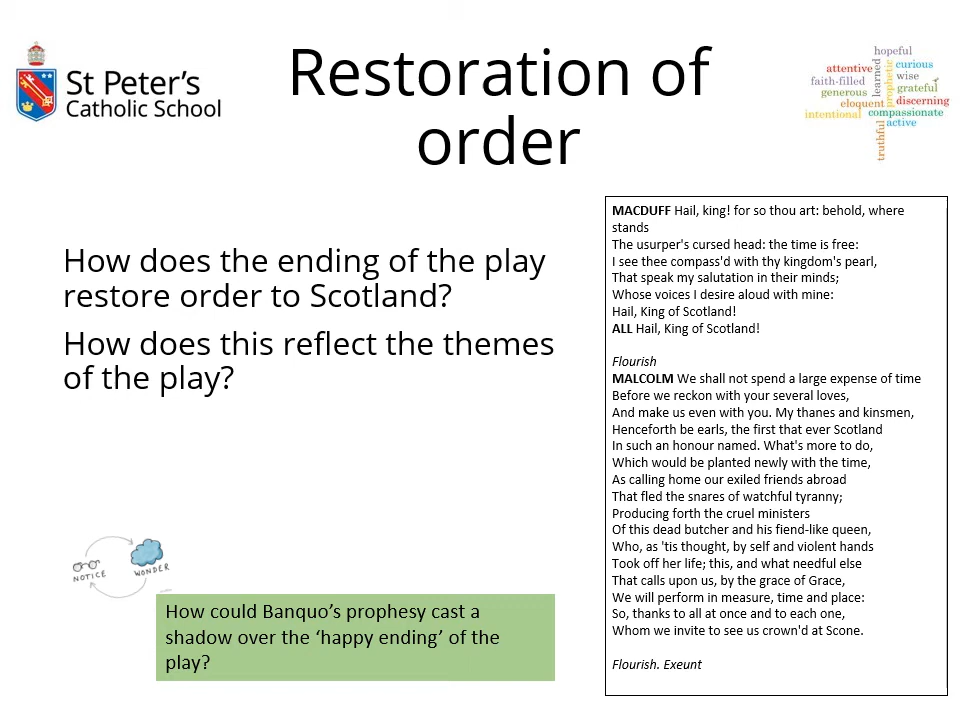 St Peter's
Catholic School
Restoration of
order
hopeful
attentive
learned
prophetic
curious
faith-filled
wise
generous
grateful
eloquent
discerning
intentional
compassionate
active
truthful
How does the ending of the play
restore order to Scotland?
How does this reflect the themes
of the play?
NOTICE
WONDER
How could Banquo's prophesy cast a
shadow over the 'happy ending' of the
play?
MACDUFF Hail, king! for so thou art: behold, where
stands
The usurper's cursed head: the time is free:
I see thee compass'd with thy kingdom's pearl,
That speak my salutation in their minds;
Whose voices I desire aloud with mine:
Hail, King of Scotland!
ALL Hail, King of Scotland!
Flourish
MALCOLM We shall not spend a large expense of time
Before we reckon with your several loves,
And make us even with you. My thanes and kinsmen,
Henceforth be earls, the first that ever Scotland
In such an honour named. What's more to do,
Which would be planted newly with the time,
As calling home our exiled friends abroad
That fled the snares of watchful tyranny;
Producing forth the cruel ministers
Of this dead butcher and his fiend-like queen,
Who, as 'tis thought, by self and violent hands
Took off her life; this, and what needful else
That calls upon us, by the grace of Grace,
We will perform in measure, time and place:
So, thanks to all at once and to each one,
Whom we invite to see us crown'd at Scone.
Flourish. Exeunt